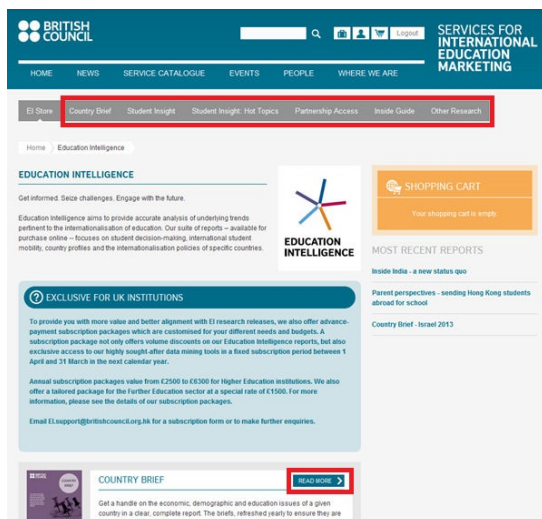 BRITISH
COUNCIL
Logout
SERVICES FOR
INTERNATIONAL
EDUCATION
MARKETING
HOME NEWS SERVICE CATALOGUE EVENTS PEOPLE WHERE WE ARE
EI Store Country Brief Student Insight Student Insight: Hot Topics Partnership Access Inside Guide Other Research
Home Education Intelligence
EDUCATION INTELLIGENCE
Get informed. Seize challenges. Engage with the future.
Education Intelligence aims to provide accurate analysis of underlying trends
pertinent to the internationalisation of education. Our suite of reports – available for
purchase online – focuses on student decision-making, international student
mobility, country profiles and the internationalisation policies of specific countries.
EDUCATION
INTELLIGENCE
SHOPPING CART
Your shopping cart is empty.
MOST RECENT REPORTS
Inside India - a new status quo
Parent perspectives - sending Hong Kong students
abroad for school
Country Brief - Israel 2013
? EXCLUSIVE FOR UK INSTITUTIONS
To provide you with more value and better alignment with EI research releases, we also offer advance-
payment subscription packages which are customised for your different needs and budgets. A
subscription package not only offers volume discounts on our Education Intelligence reports, but also
exclusive access to our highly sought-after data mining tools in a fixed subscription period between 1
April and 31 March in the next calendar year.
Annual subscription packages value from £2500 to £6300 for Higher Education institutions. We also
offer a tailored package for the Further Education sector at a special rate of £1500. For more
information, please see the details of our subscription packages.
Email EI.support@britishcouncil.org.hk for a subscription form or to make further enquiries.
COUNTRY BRIEF
READ MORE
Get a handle on the economic, demographic and education issues of a given
country in a clear, complete report. The briefs, refreshed yearly to ensure they are